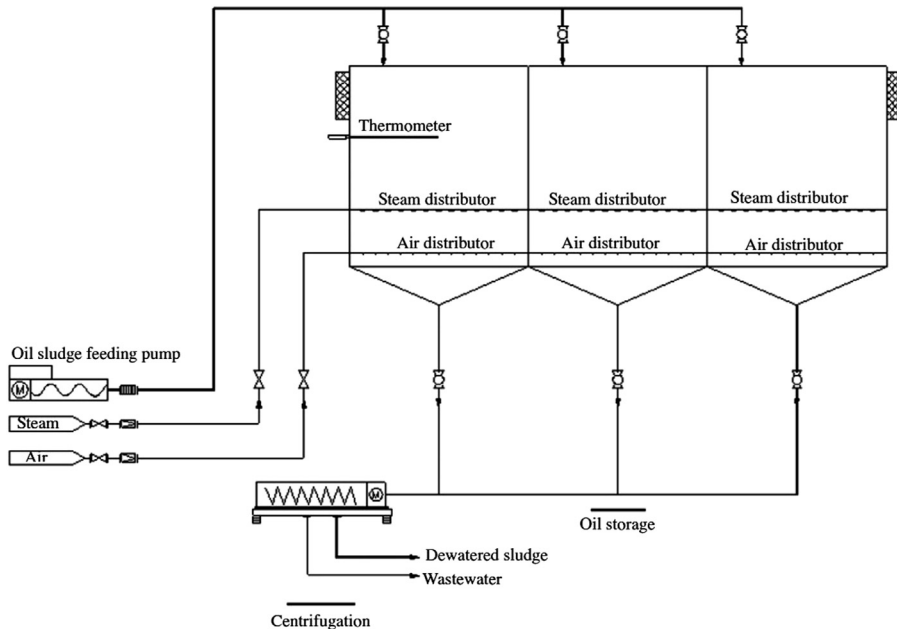 Thermometer
Steam distributor Steam distributor Steam distributor
Air distributor Air distributor Air distributor
Oil sludge feeding pump
M
Steam
Air
M
Oil storage
Dewatered sludge
Wastewater
Centrifugation